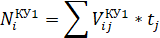 N_i^{КУ1} = ∑ V_{ij}^{КУ1} * t_j